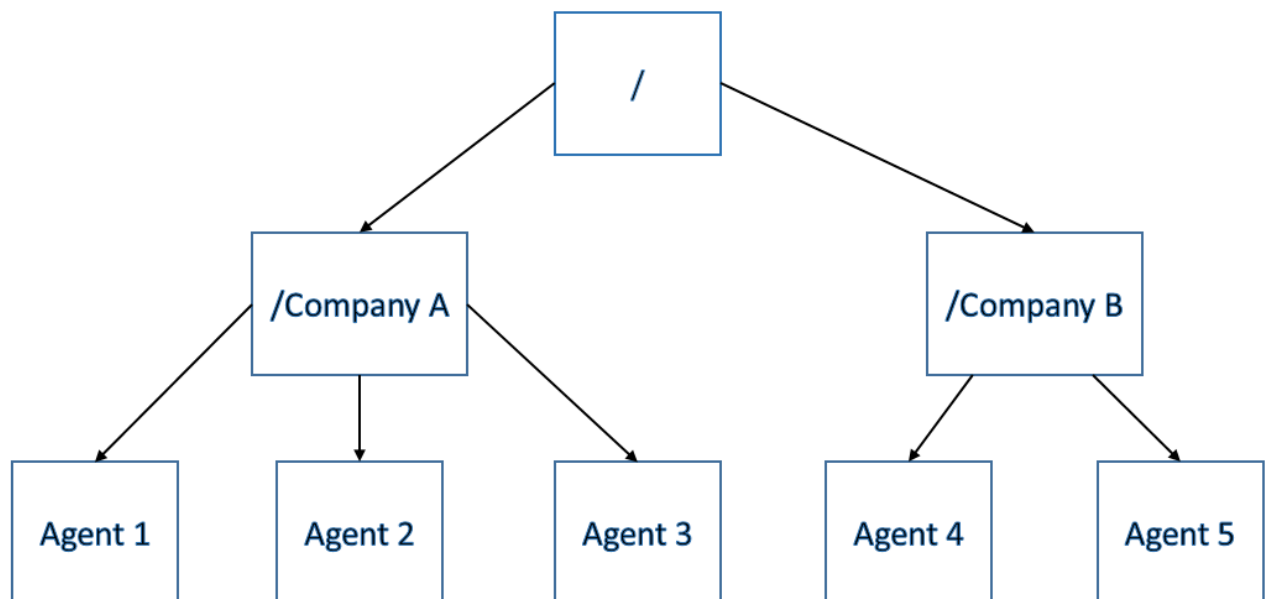 /
/Company A
/Company B
Agent 1
Agent 2
Agent 3
Agent 4
Agent 5